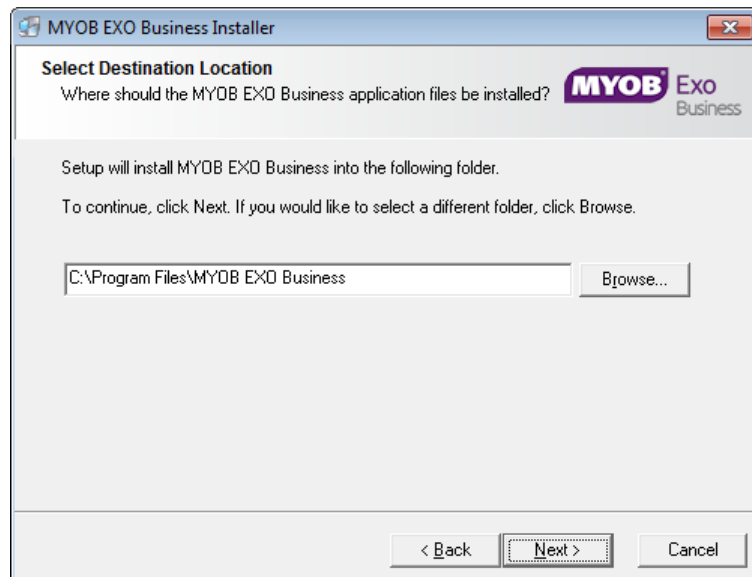 MYOB EXO Business Installer
Select Destination Location
Where should the MYOB EXO Business application files be installed?
MYOB Exo
Business
Setup will install MYOB EXO Business into the following folder.
To continue, click Next. If you would like to select a different folder, click Browse.
C:\Program Files\MYOB EXO Business
Browse...
< Back
Next >
Cancel